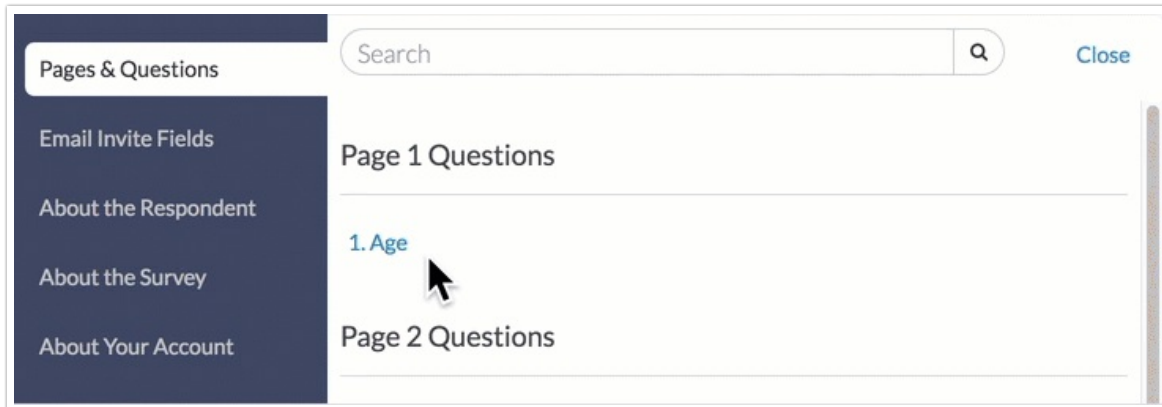 Pages & Questions
Email Invite Fields
About the Respondent
About the Survey
About Your Account
Search
Close
Page 1 Questions
1. Age
Page 2 Questions